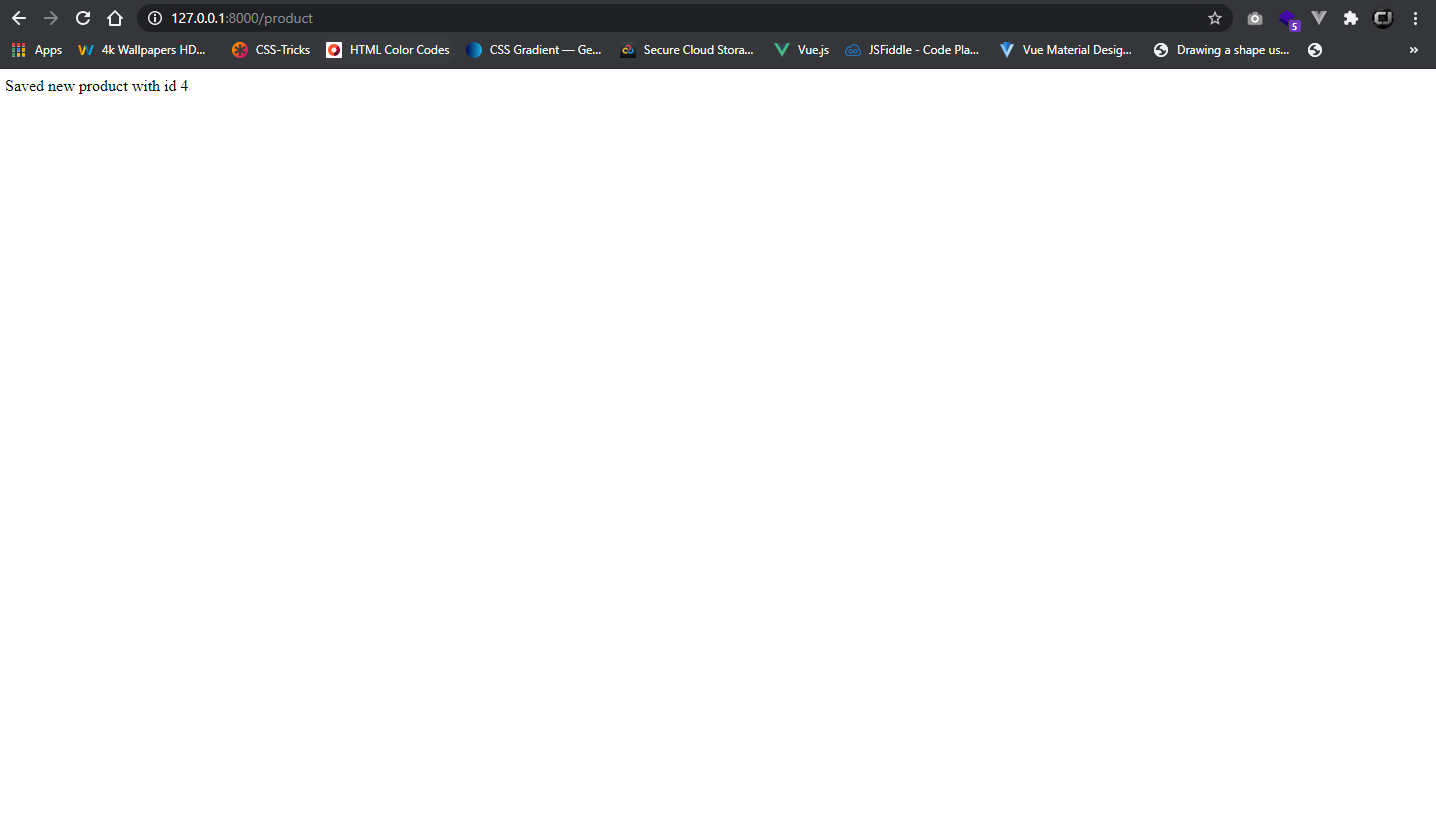 127.0.0.1:8000/product
Apps 4k Wallpapers HD... CSS-Tricks HTML Color Codes CSS Gradient — Ge... Secure Cloud Stora... Vue.js JSFiddle - Code Pla... Vue Material Desig... Drawing a shape us... »
5
Saved new product with id 4